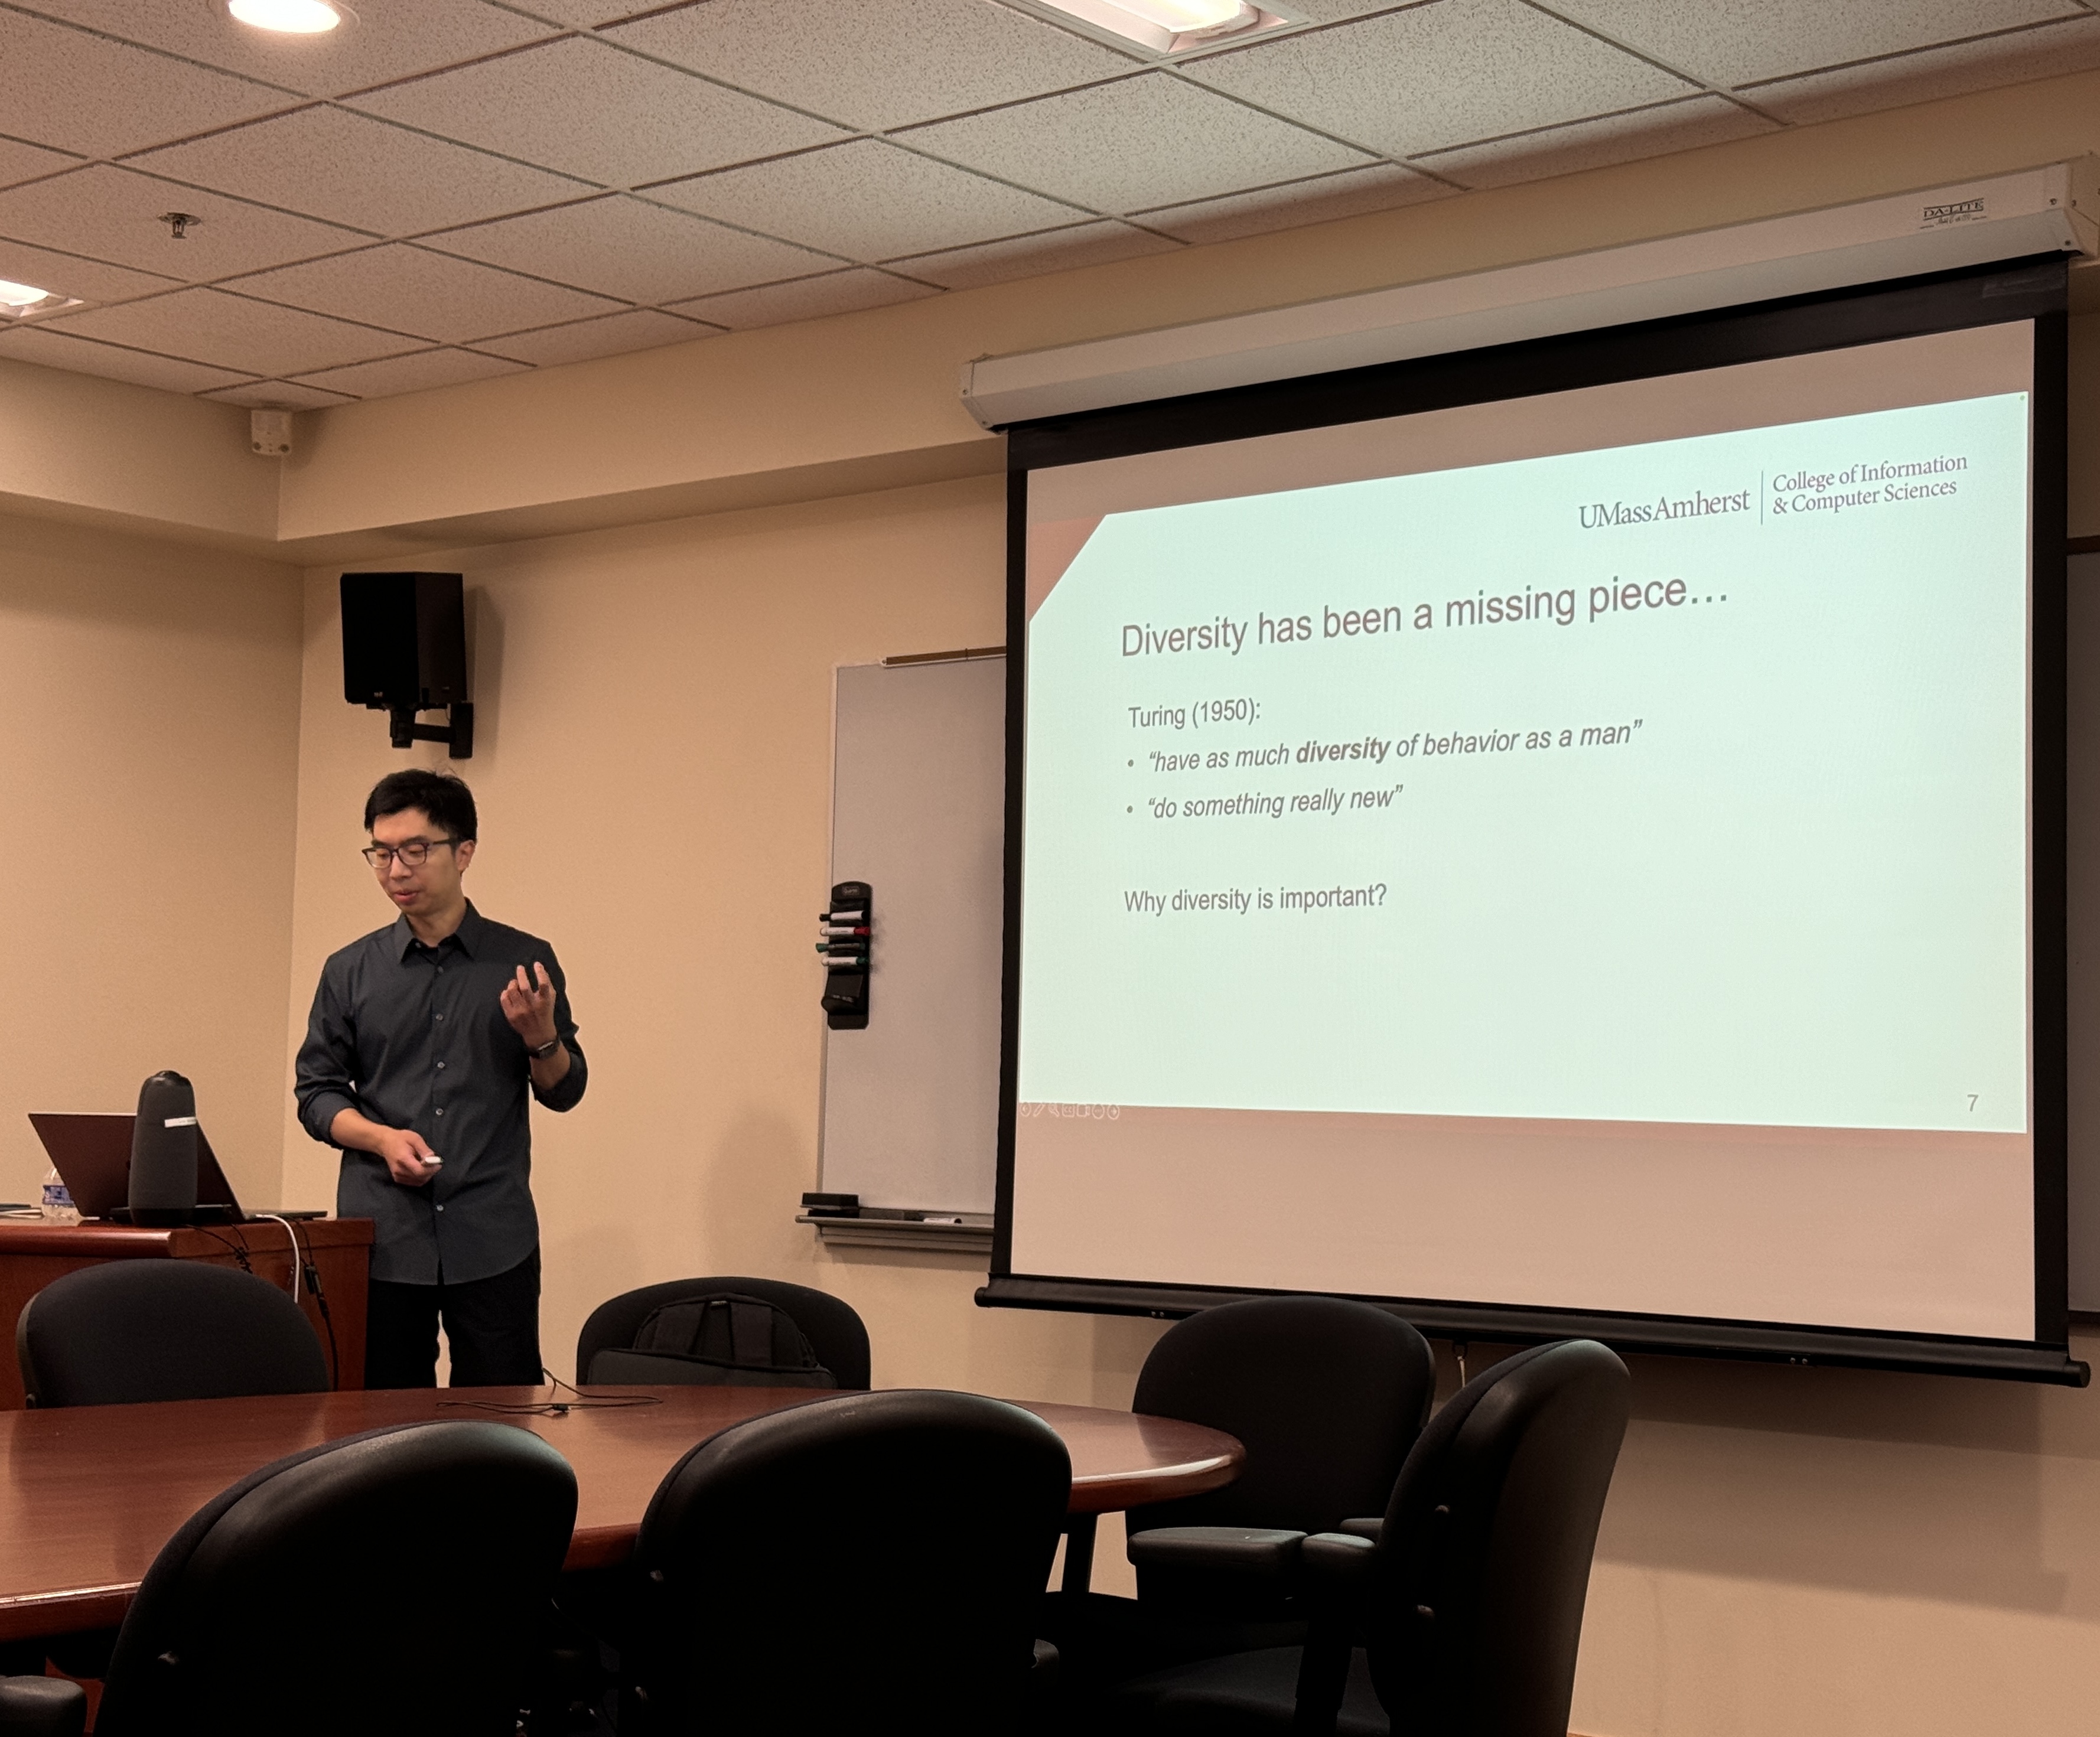 DA-LITE
UMassAmherst
College of Information
& Computer Sciences
Diversity has been a missing piece…
Turing (1950):
• “have as much diversity of behavior as a man”
• “do something really new”
Why diversity is important?
7